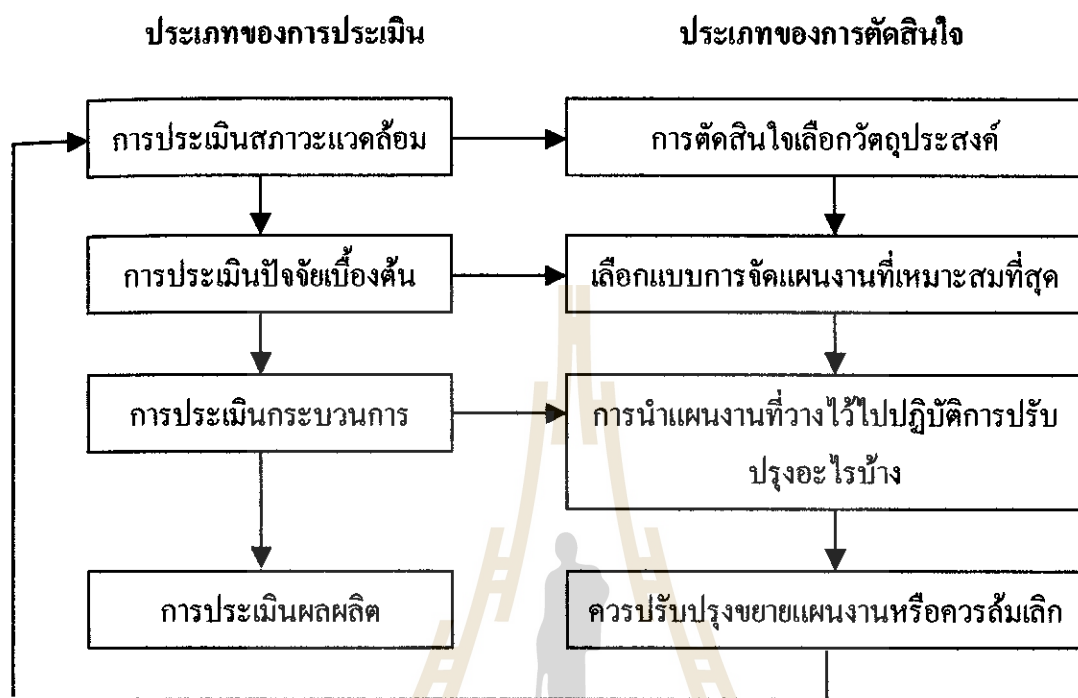 ประเภทของการประเมิน
ประเภทของการตัดสินใจ
การประเมินสภาวะแวดล้อม
การตัดสินใจเลือกวัตถุประสงค์
การประเมินปัจจัยเบื้องต้น
เลือกแบบการจัดแผนงานที่เหมาะสมที่สุด
การประเมินกระบวนการ
การนำแผนงานที่วางไว้ไปปฏิบัติการปรับ
ปรุงอะไรบ้าง
การประเมินผลผลิต
ควรปรับปรุงขยายแผนงานหรือควรล้มเลิก